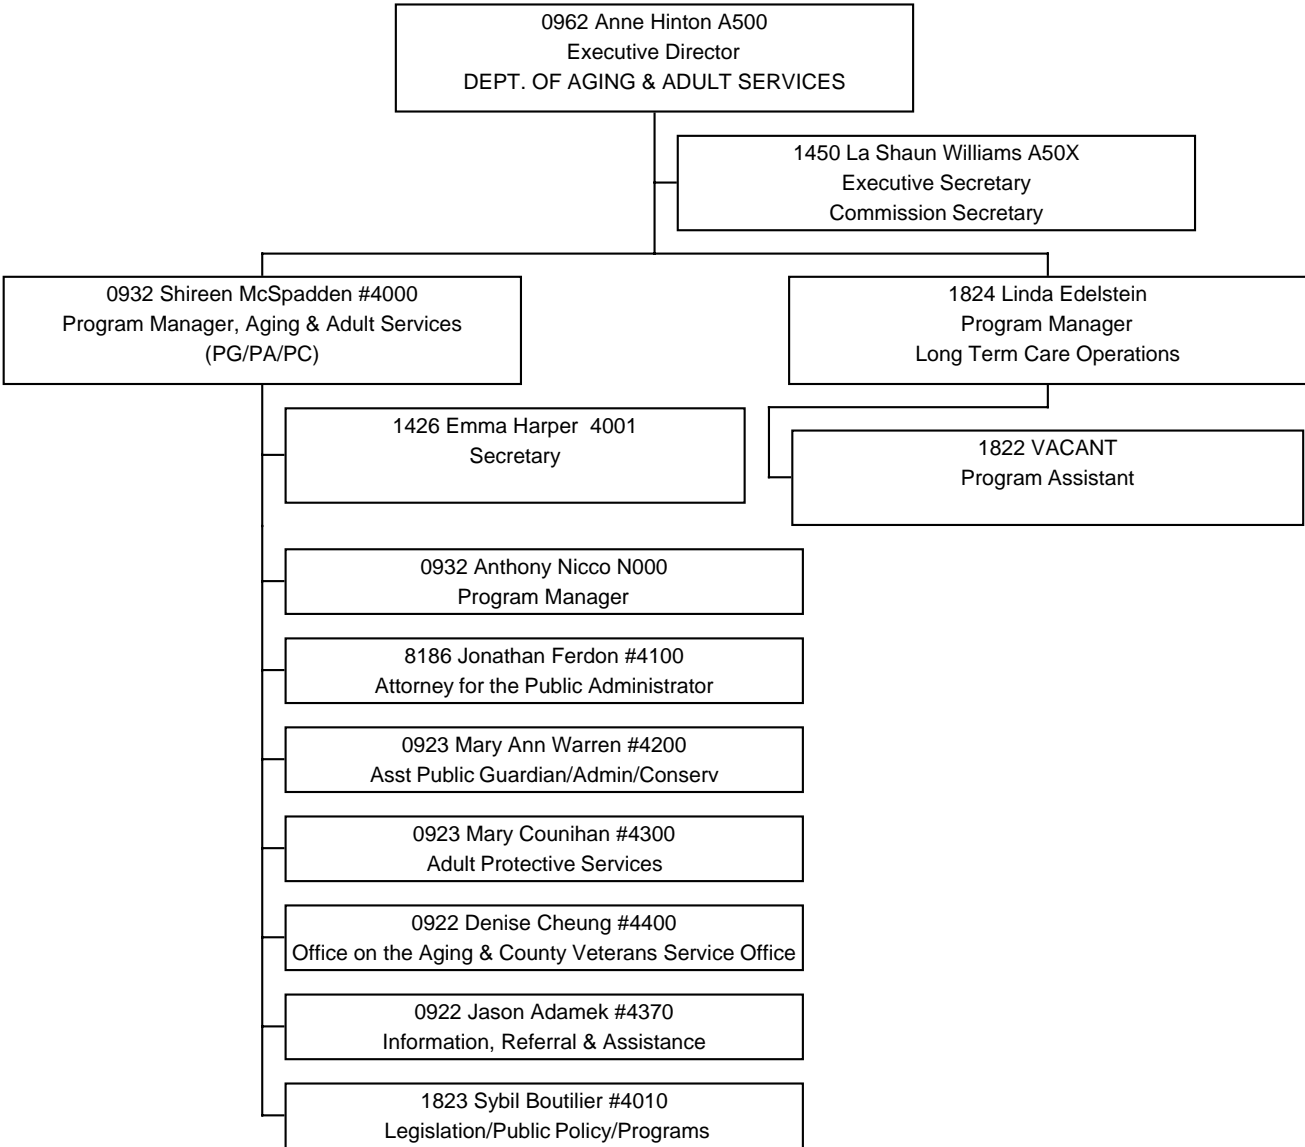 0962 Anne Hinton A500
Executive Director
DEPT. OF AGING & ADULT SERVICES
1450 La Shaun Williams A50X
Executive Secretary
Commission Secretary
0932 Shireen McSpadden #4000
Program Manager, Aging & Adult Services
(PG/PA/PC)
1824 Linda Edelstein
Program Manager
Long Term Care Operations
1426 Emma Harper  4001
Secretary
1822 VACANT
Program Assistant
0932 Anthony Nicco N000
Program Manager
8186 Jonathan Ferdon #4100
Attorney for the Public Administrator
0923 Mary Ann Warren #4200
Asst Public Guardian/Admin/Conserv
0923 Mary Counihan #4300
Adult Protective Services
0922 Denise Cheung #4400
Office on the Aging & County Veterans Service Office
0922 Jason Adamek #4370
Information, Referral & Assistance
1823 Sybil Boutilier #4010
Legislation/Public Policy/Programs